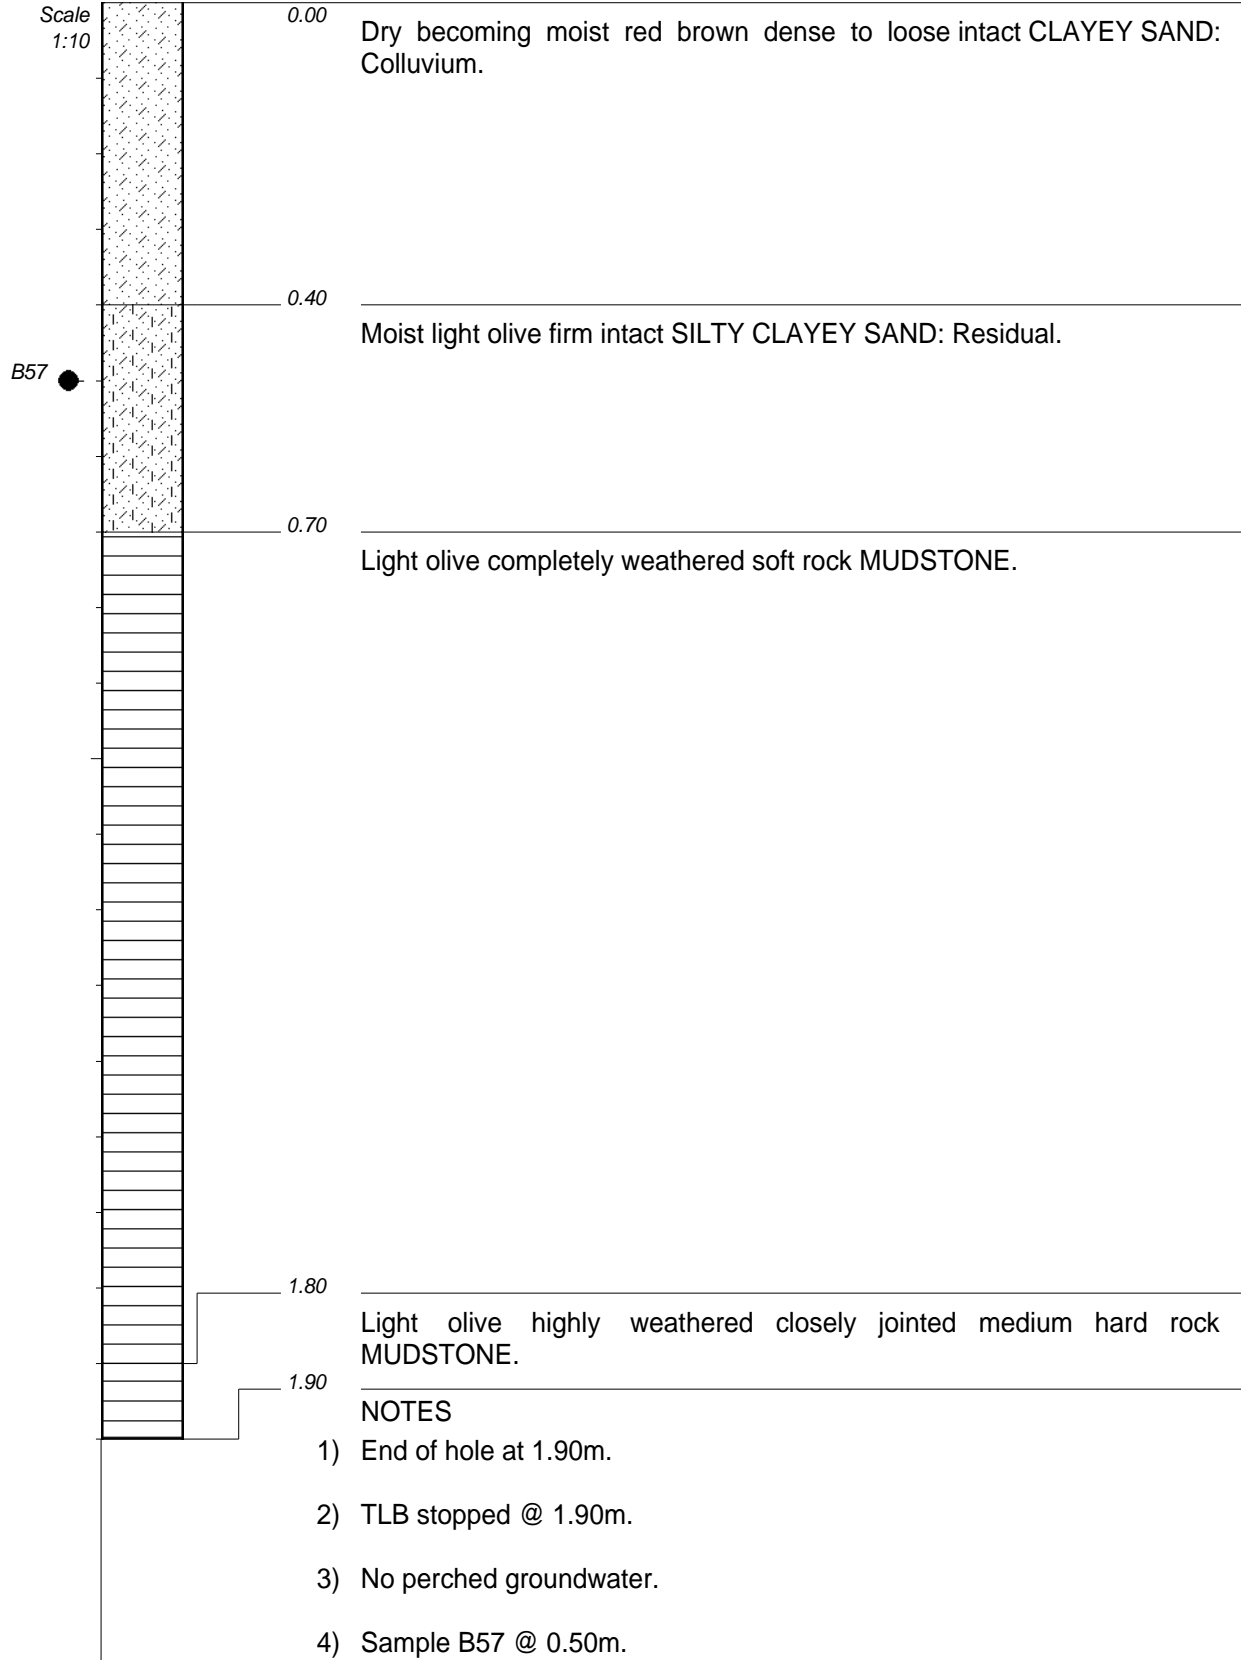 Scale
1:10
0.00
Dry becoming moist red brown dense to loose intact CLAYEY SAND:
Colluvium.
0.40
Moist light olive firm intact SILTY CLAYEY SAND: Residual.
B57
0.70
Light olive completely weathered soft rock MUDSTONE.
1.80
Light olive highly weathered closely jointed medium hard rock
MUDSTONE.
1.90
NOTES
1) End of hole at 1.90m.
2) TLB stopped @ 1.90m.
3) No perched groundwater.
4) Sample B57 @ 0.50m.